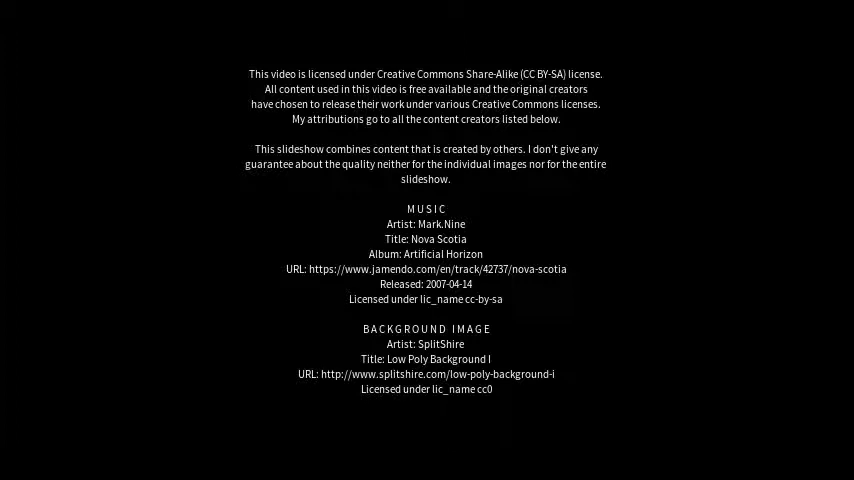 This video is licensed under Creative Commons Share-Alike (CC BY-SA) license.
All content used in this video is free available and the original creators
have chosen to release their work under various Creative Commons licenses.
My attributions go to all the content creators listed below.
This slideshow combines content that is created by others. I don't give any
guarantee about the quality neither for the individual images nor for the entire
slideshow.
MUSIC
Artist: Mark.Nine
Title: Nova Scotia
Album: Artificial Horizon
URL: https://www.jamendo.com/en/track/42737/nova-scotia
Released: 2007-04-14
Licensed under lic_name cc-by-sa
BACKGROUND IMAGE
Artist: SplitShire
Title: Low Poly Background I
URL: http://www.splitshire.com/low-poly-background-i
Licensed under lic_name cc0